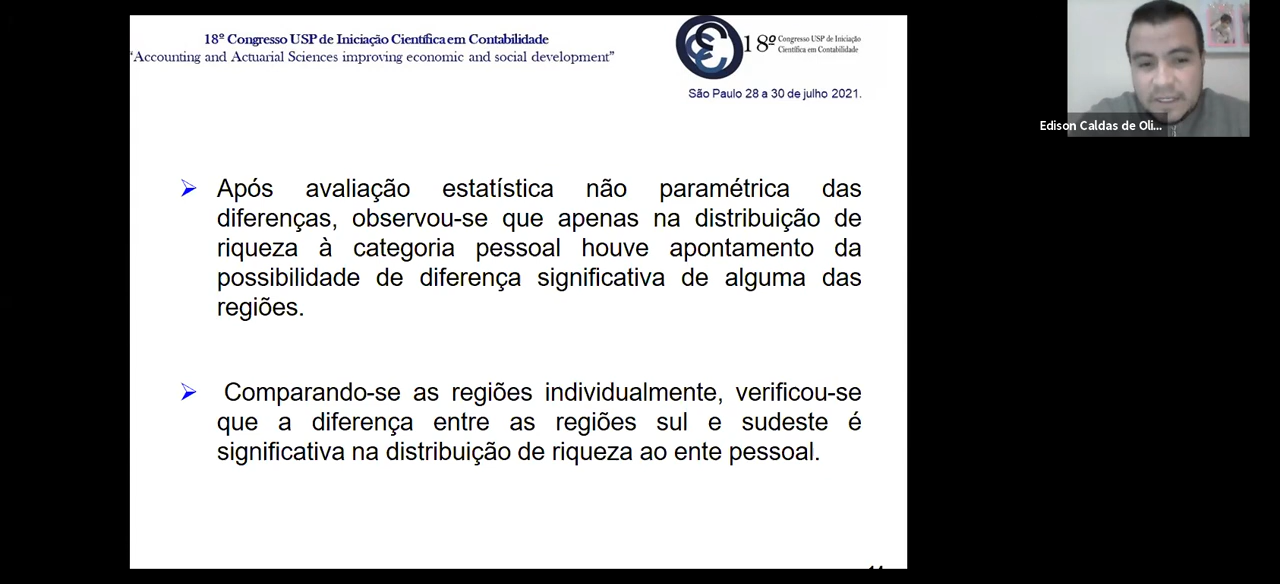 18º Congresso USP de Iniciação Científica em Contabilidade
“Accounting and Actuarial Sciences improving economic and social development”
18º Congresso USP de Iniciação
Científica em Contabilidade
São Paulo 28 a 30 de julho 2021.
Edison Caldas de Oli...
Após avaliação estatística não paramétrica das
diferenças, observou-se que apenas na distribuição de
riqueza à categoria pessoal houve apontamento da
possibilidade de diferença significativa de alguma das
regiões.
Comparando-se as regiões individualmente, verificou-se
que a diferença entre as regiões sul e sudeste é
significativa na distribuição de riqueza ao ente pessoal.